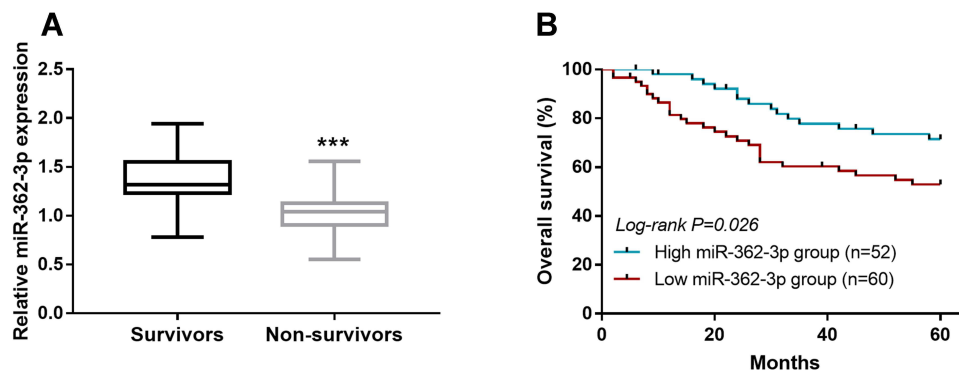 A
Relative miR-362-3p expression
2.5
2.0
1.5
1.0
0.5
0.0
***
Survivors
Non-survivors
B
Overall survival (%)
100
80
60
40
20
0
Log-rank P=0.026
High miR-362-3p group (n=52)
Low miR-362-3p group (n=60)
0
20
40
60
Months